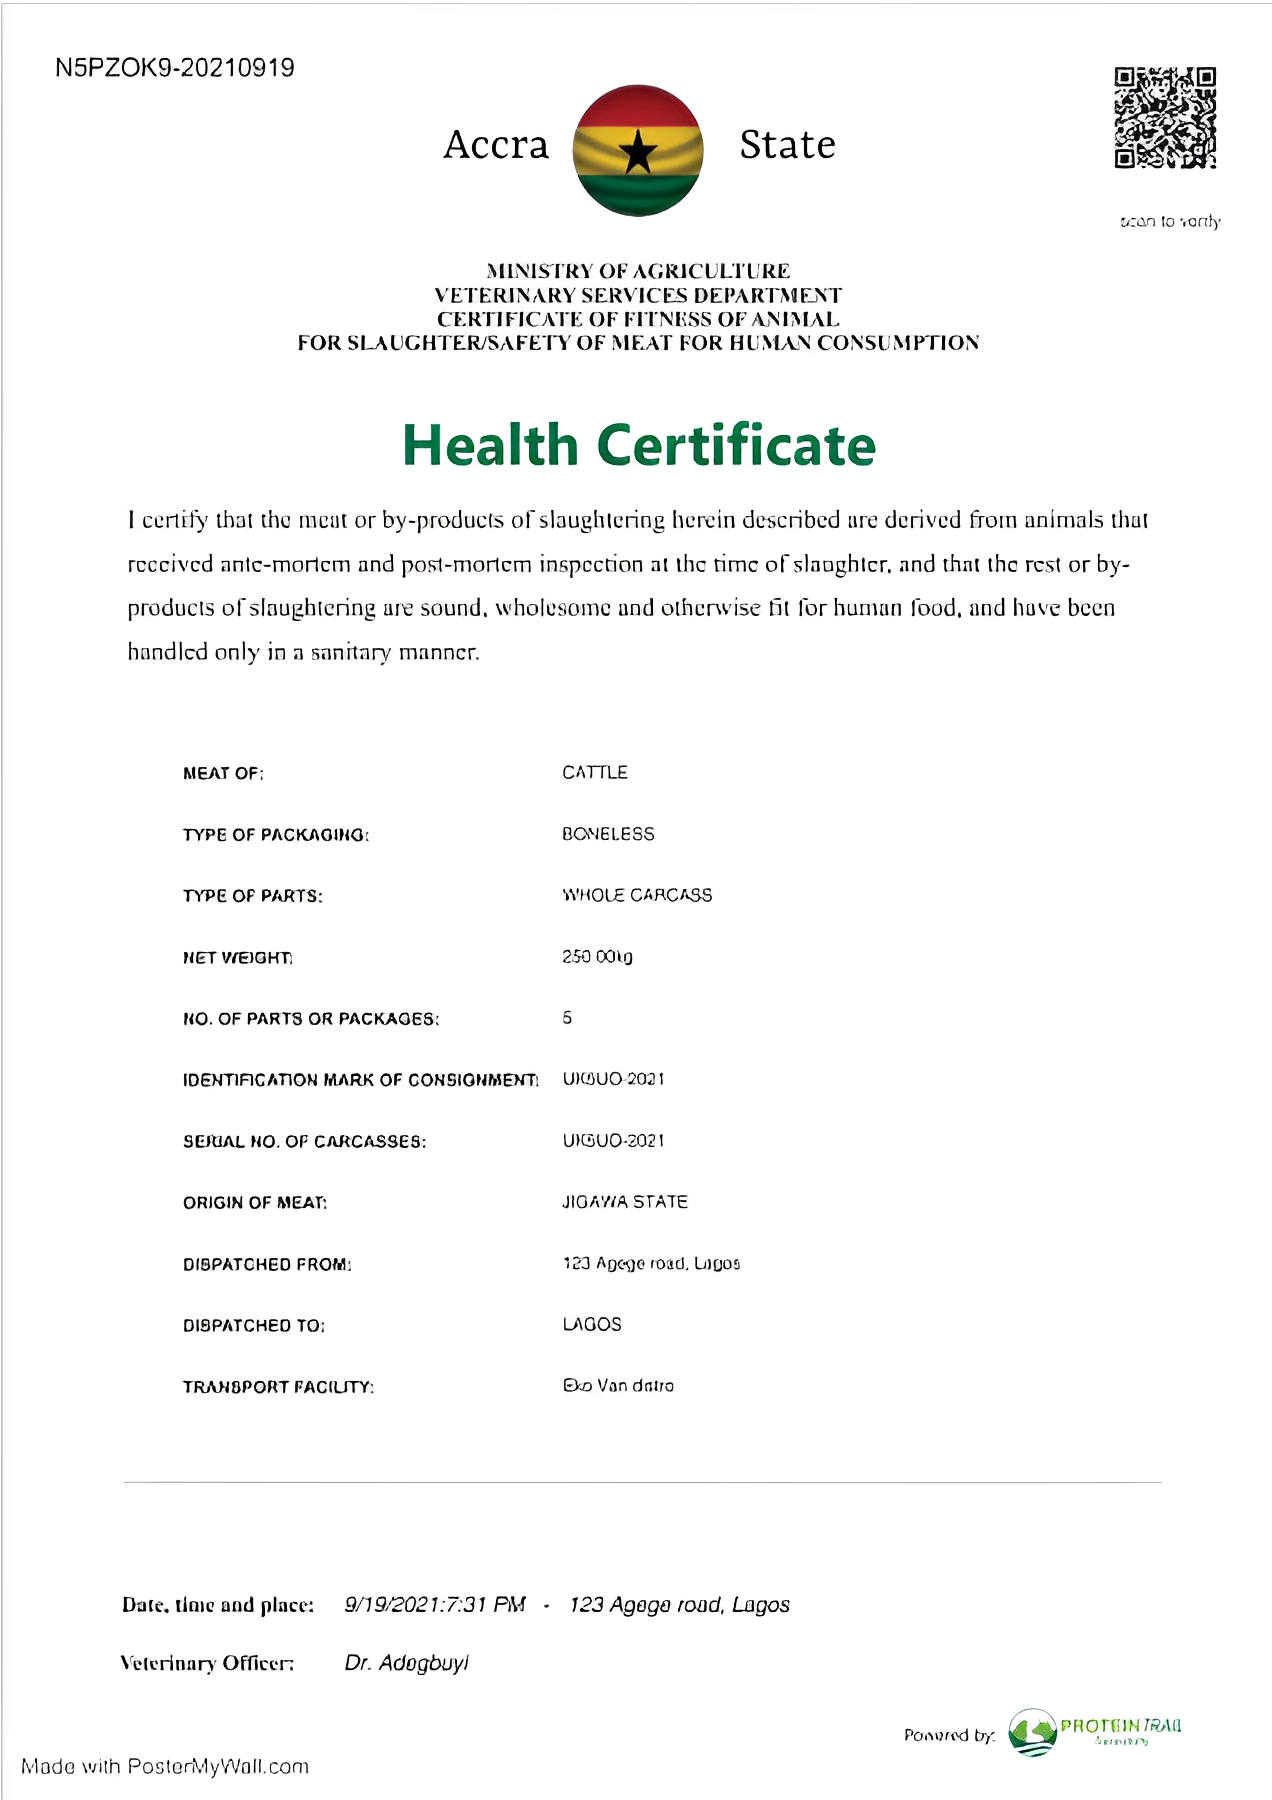 N5PZOK9-20210919
Accra State
scan to verify
MINISTRY OF AGRICULTURE
VETERINARY SERVICES DEPARTMENT
CERTIFICATE OF FITNESS OF ANIMAL
FOR SLAUGHTER/SAFETY OF MEAT FOR HUMAN CONSUMPTION
Health Certificate
I certify that the meat or by-products of slaughtering herein described are derived from animals that
received ante-mortem and post-mortem inspection at the time of slaughter, and that the rest or by-
products of slaughtering are sound, wholesome and otherwise fit for human food, and have been
handled only in a sanitary manner.
MEAT OF: CATTLE
TYPE OF PACKAGING: BONELESS
TYPE OF PARTS: WHOLE CARCASS
NET WEIGHT: 250.00kg
NO. OF PARTS OR PACKAGES: 5
IDENTIFICATION MARK OF CONSIGNMENT:
SERIAL NO. OF CARCASSES:
ORIGIN OF MEAT: JIGAWA STATE
DISPATCHED FROM: 123 Agege road, Lagos
DISPATCHED TO: LAGOS
TRANSPORT FACILITY: Eko Van
Date, time and place: 9/19/2021:7:31 PM - 123 Agege road, Lagos
Veterinary Officer: Dr. Adegbuyi
Powered by: PROTEINTRAIL
Made with PosterMyWall.com